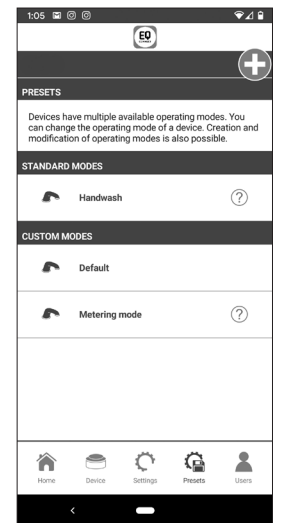 1:05
EQ
PRESETS
Devices have multiple available operating modes. You
can change the operating mode of a device. Creation and
modification of operating modes is also possible.
STANDARD MODES
Handwash ?
CUSTOM MODES
Default
Metering mode ?
Home Device Settings Presets Users